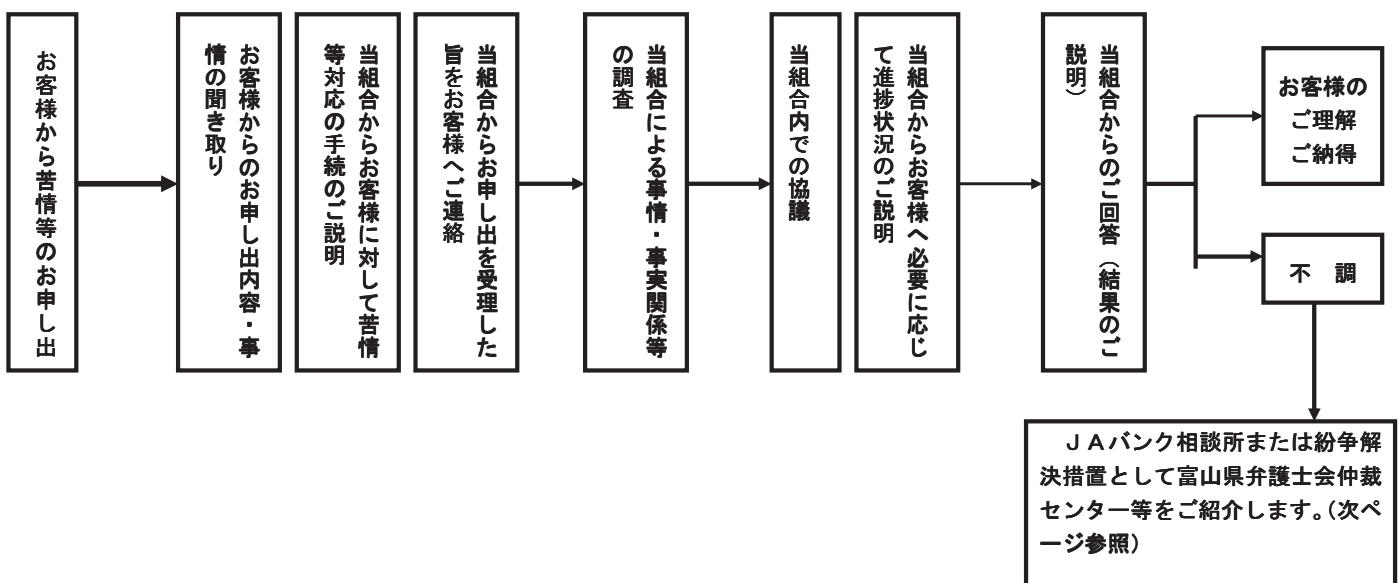 お客様から苦情等のお申し出
お客様からのお申し出内容・事
情の聞き取り
当組合からお客様に対して苦情
等対応の手続のご説明
当組合からお申し出を受理した
旨をお客様へご連絡
当組合による事情・事実関係等
の調査
当組合内での協議
当組合からお客様へ必要に応じ
て進捗状況のご説明
当組合からのご回答（結果のご
説明）
お客様の
ご理解
ご納得
不　調
　ＪＡバンク相談所または紛争解
決措置として富山県弁護士会仲裁
センター等をご紹介します。（次ペ
ージ参照）